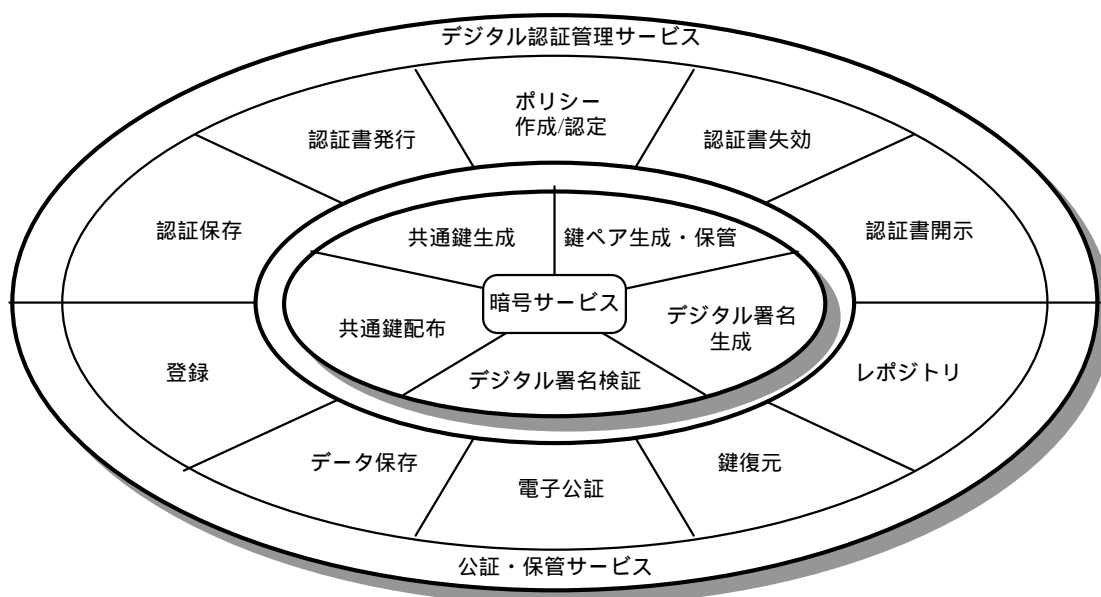 デジタル認証管理サービス
ポリシー
作成/認定
認証書発行
認証書失効
認証保存
認証書開示
共通鍵生成
鍵ペア生成・保管
暗号サービス
共通鍵配布
デジタル署名
生成
デジタル署名検証
登録
レポジトリ
データ保存
鍵復元
電子公証
公証・保管サービス